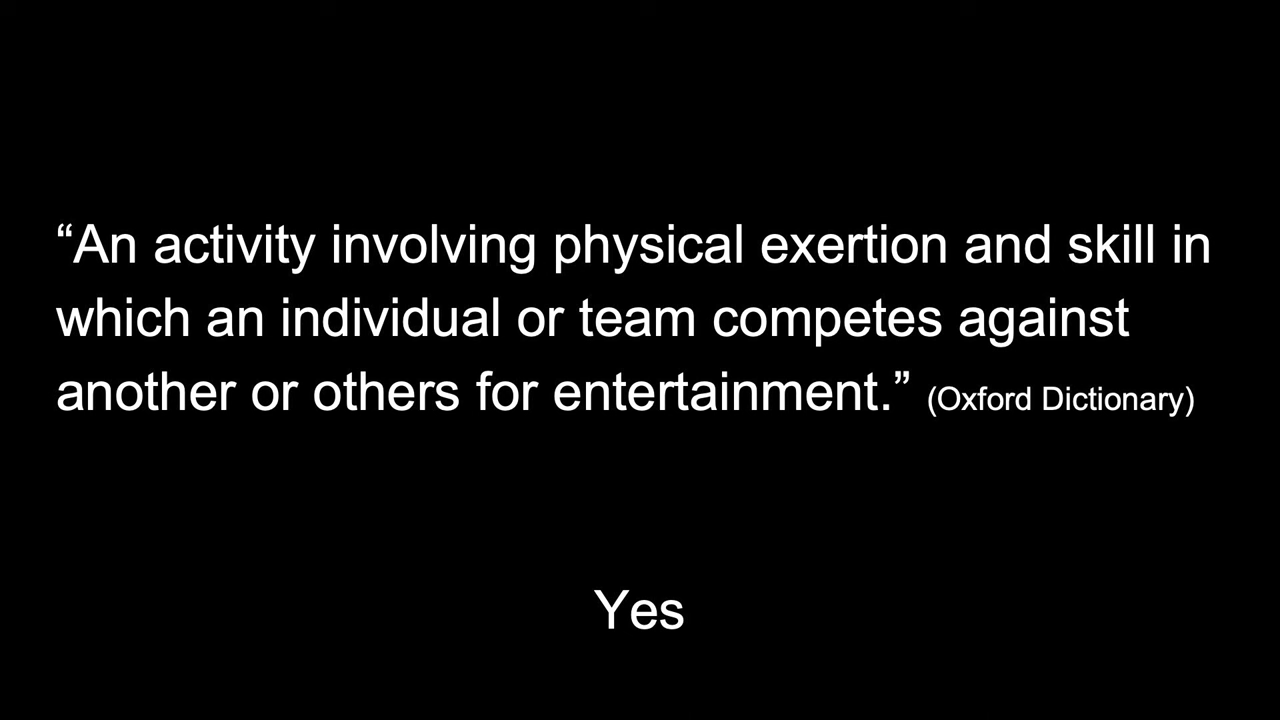 “An activity involving physical exertion and skill in
which an individual or team competes against
another or others for entertainment.” (Oxford Dictionary)
Yes